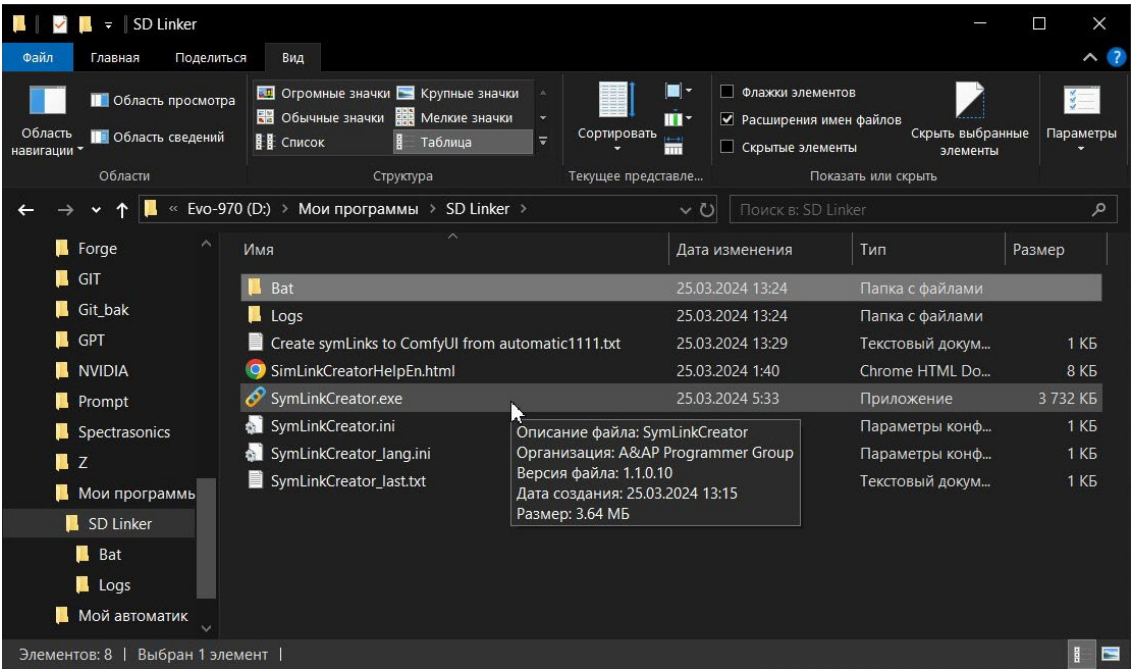 SD Linker
Файл Главная Поделиться Вид
Область навигации
Область просмотра
Область сведений
Области
Огромные значки Крупные значки
Обычные значки Мелкие значки
Список Таблица
Структура
Сортировать
Текущее представле...
Флажки элементов
Расширения имен файлов
Скрытые элементы
Скрыть выбранные элементы
Показать или скрыть
Параметры
« Evo-970 (D:) > Мои программы > SD Linker >
Поиск в: SD Linker
Forge
GIT
Git_bak
GPT
NVIDIA
Prompt
Spectrasonics
Z
Мои программы
SD Linker
Bat
Logs
Мой автоматик
Имя Дата изменения Тип Размер
Bat 25.03.2024 13:24 Папка с файлами
Logs 25.03.2024 13:24 Папка с файлами
Create symLinks to ComfyUI from automatic1111.txt 25.03.2024 13:29 Текстовый докум... 1 КБ
SimLinkCreatorHelpEn.html 25.03.2024 1:40 Chrome HTML Do... 8 КБ
SymLinkCreator.exe 25.03.2024 5:33 Приложение 3 732 КБ
SymLinkCreator.ini Параметры конф... 1 КБ
SymLinkCreator_lang.ini Параметры конф... 1 КБ
SymLinkCreator_last.txt Текстовый докум... 1 КБ
Описание файла: SymLinkCreator
Организация: A&AP Programmer Group
Версия файла: 1.1.0.10
Дата создания: 25.03.2024 13:15
Размер: 3.64 МБ
Элементов: 8 | Выбран 1 элемент |